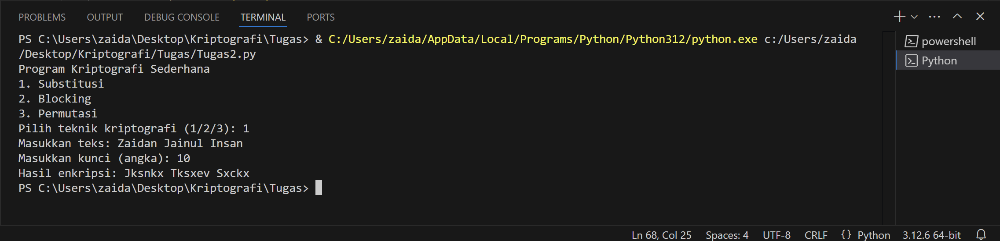 PROBLEMS OUTPUT DEBUG CONSOLE TERMINAL PORTS
PS C:\Users\zaida\Desktop\Kriptografi\Tugas> & C:/Users/zaida/AppData/Local/Programs/Python/Python312/python.exe c:/Users/zaida
/Desktop/Kriptografi/Tugas/Tugas2.py
Program Kriptografi Sederhana
1. Substitusi
2. Blocking
3. Permutasi
Pilih teknik kriptografi (1/2/3): 1
Masukkan teks: Zaidan Jainul Insan
Masukkan kunci (angka): 10
Hasil enkripsi: Jksnkx Tksxev Sxckx
PS C:\Users\zaida\Desktop\Kriptografi\Tugas>
powershell
Python
Ln 68, Col 25 Spaces: 4 UTF-8 CRLF {} Python 3.12.6 64-bit